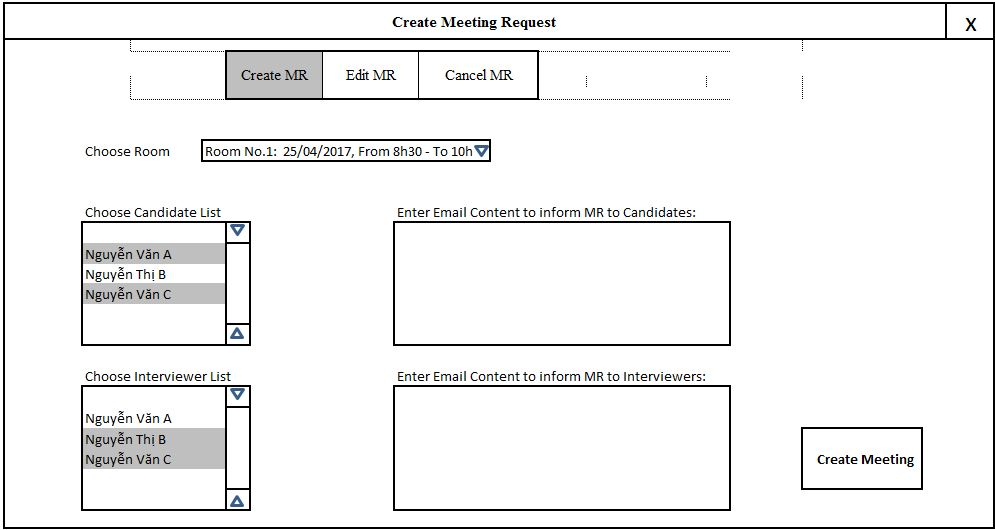 Create Meeting Request
X
Create MR Edit MR Cancel MR
Choose Room Room No.1: 25/04/2017, From 8h30 - To 10h
Choose Candidate List
Enter Email Content to inform MR to Candidates:
Nguyễn Văn A
Nguyễn Thị B
Nguyễn Văn C
Choose Interviewer List
Enter Email Content to inform MR to Interviewers:
Nguyễn Văn A
Nguyễn Thị B
Nguyễn Văn C
Create Meeting